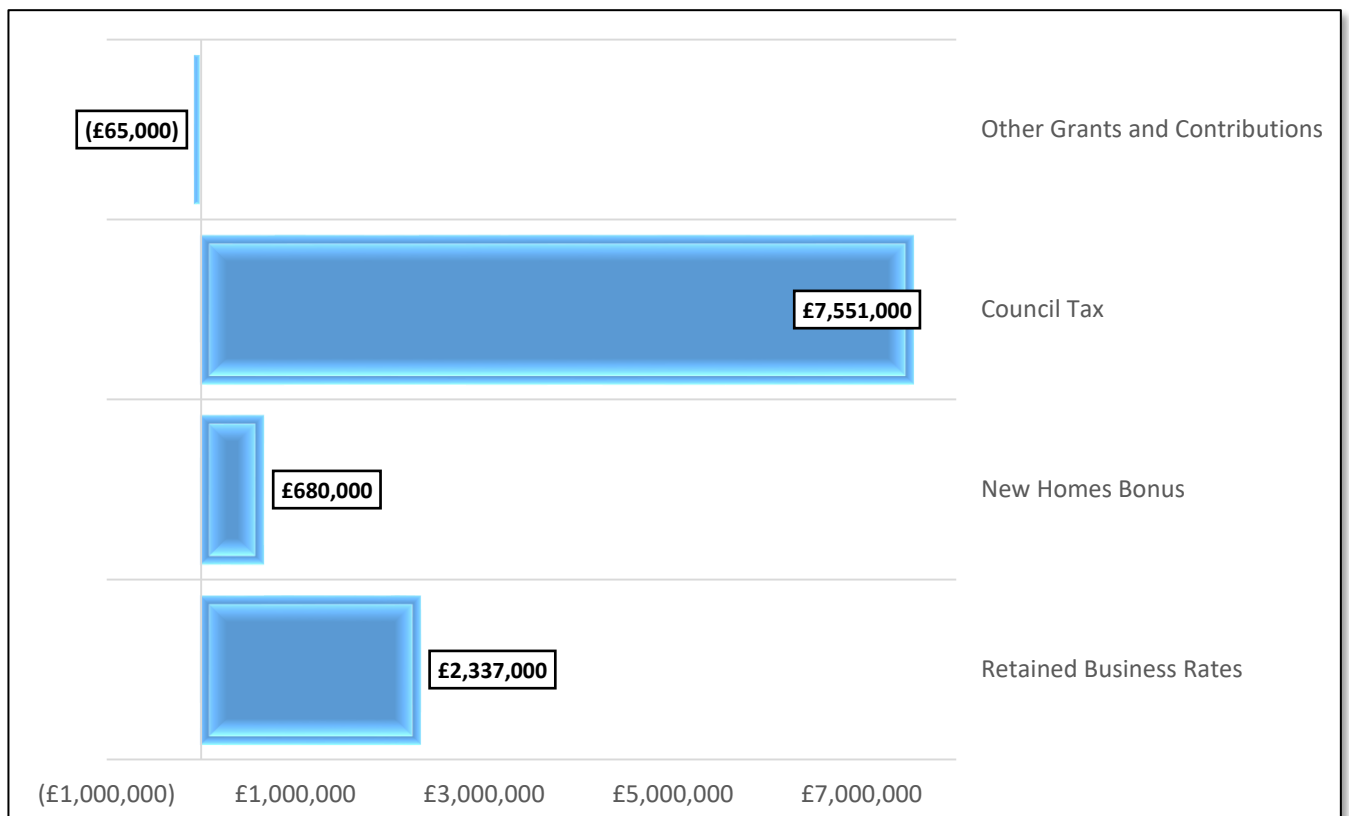 (£65,000)
Other Grants and Contributions
£7,551,000
Council Tax
£680,000
New Homes Bonus
£2,337,000
Retained Business Rates
(£1,000,000) £1,000,000 £3,000,000 £5,000,000 £7,000,000